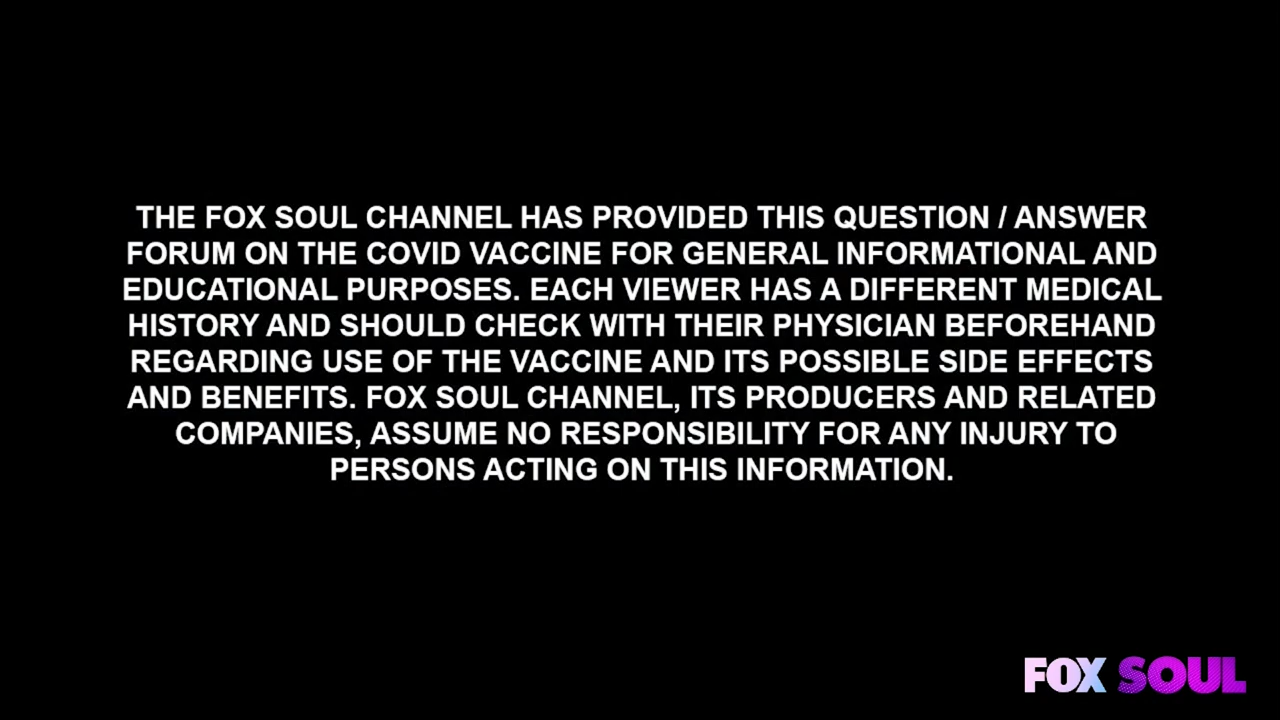 THE FOX SOUL CHANNEL HAS PROVIDED THIS QUESTION / ANSWER
FORUM ON THE COVID VACCINE FOR GENERAL INFORMATIONAL AND
EDUCATIONAL PURPOSES. EACH VIEWER HAS A DIFFERENT MEDICAL
HISTORY AND SHOULD CHECK WITH THEIR PHYSICIAN BEFOREHAND
REGARDING USE OF THE VACCINE AND ITS POSSIBLE SIDE EFFECTS
AND BENEFITS. FOX SOUL CHANNEL, ITS PRODUCERS AND RELATED
COMPANIES, ASSUME NO RESPONSIBILITY FOR ANY INJURY TO
PERSONS ACTING ON THIS INFORMATION.
FOX SOUL